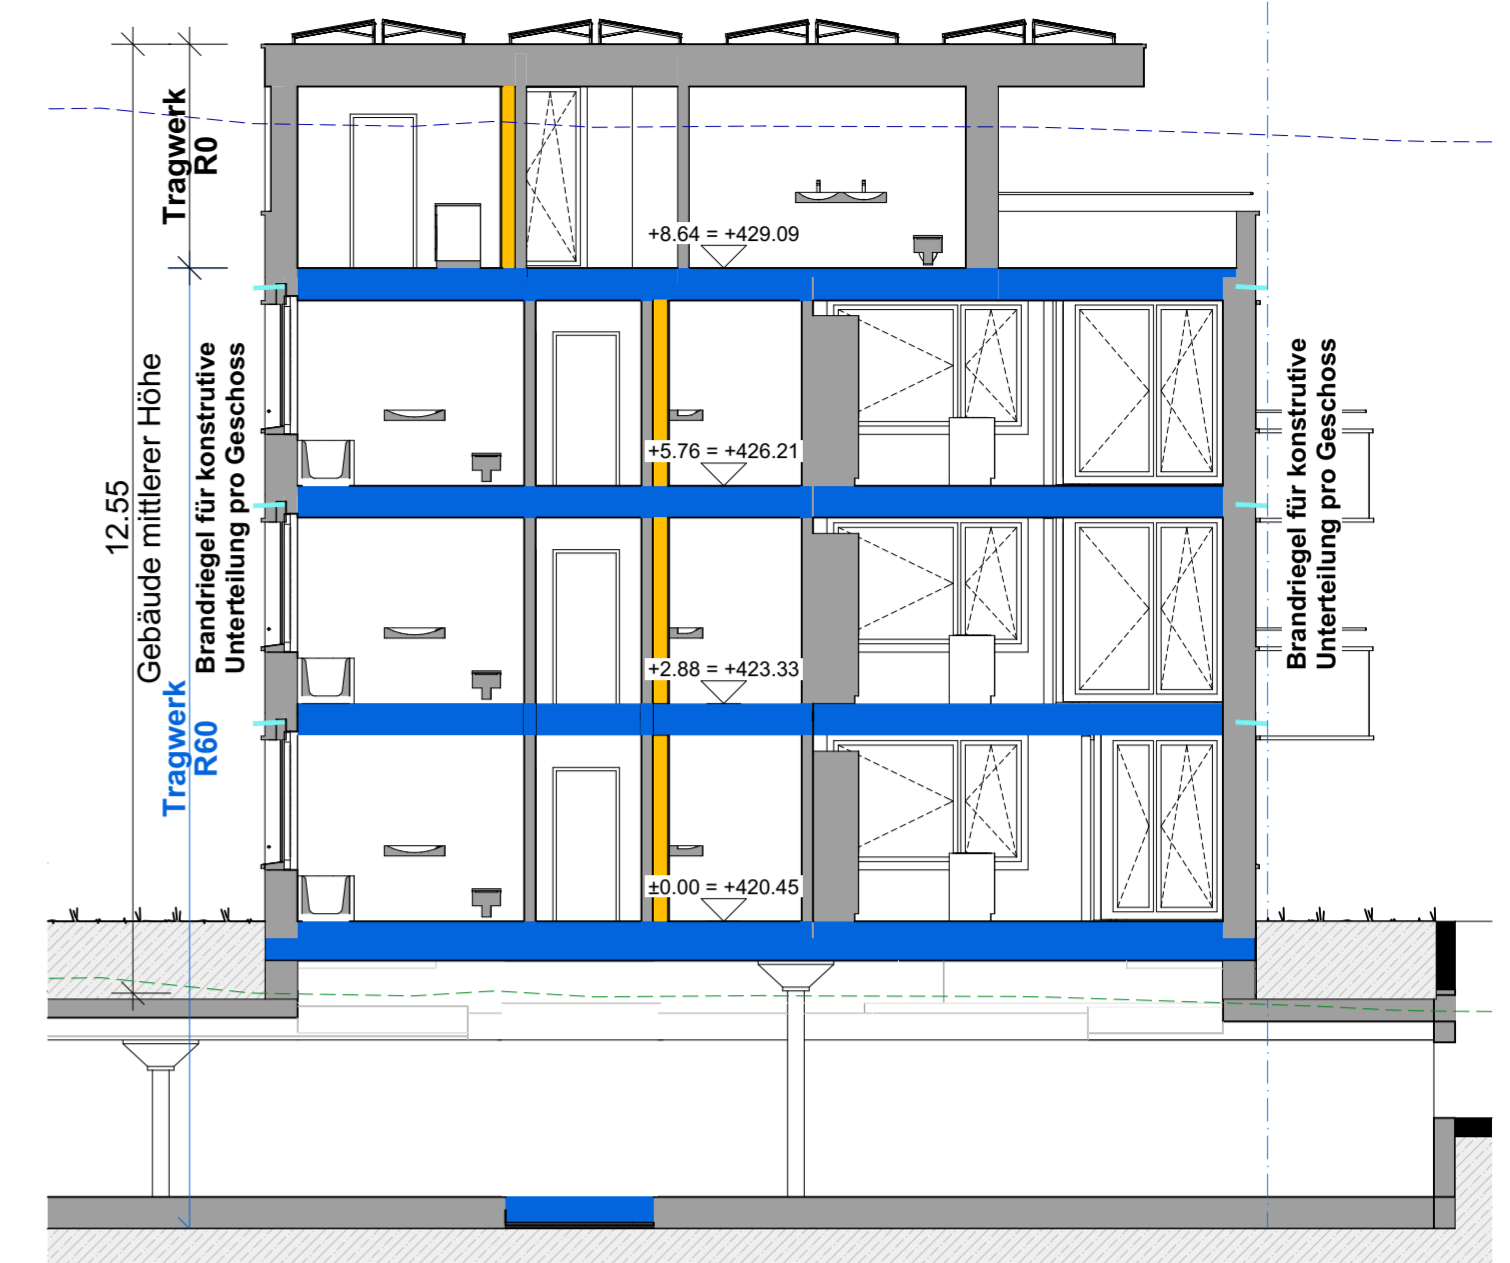 Tragwerk
R0
+8.64 = +429.09
12.55
Gebäude mittlerer Höhe
Brandriegel für konstrutive
Unterteilung pro Geschoss
+5.76 = +426.21
Brandriegel für konstrutive
Unterteilung pro Geschoss
Tragwerk
R60
+2.88 = +423.33
±0.00 = +420.45